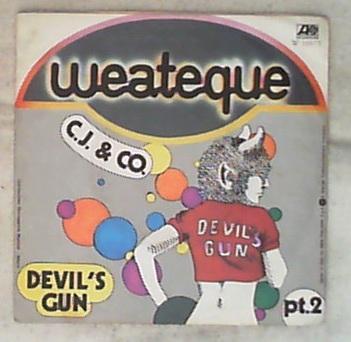 weateque
C.J. & CO.
DEVIL'S
GUN
DEVIL'S
GUN
pt.2